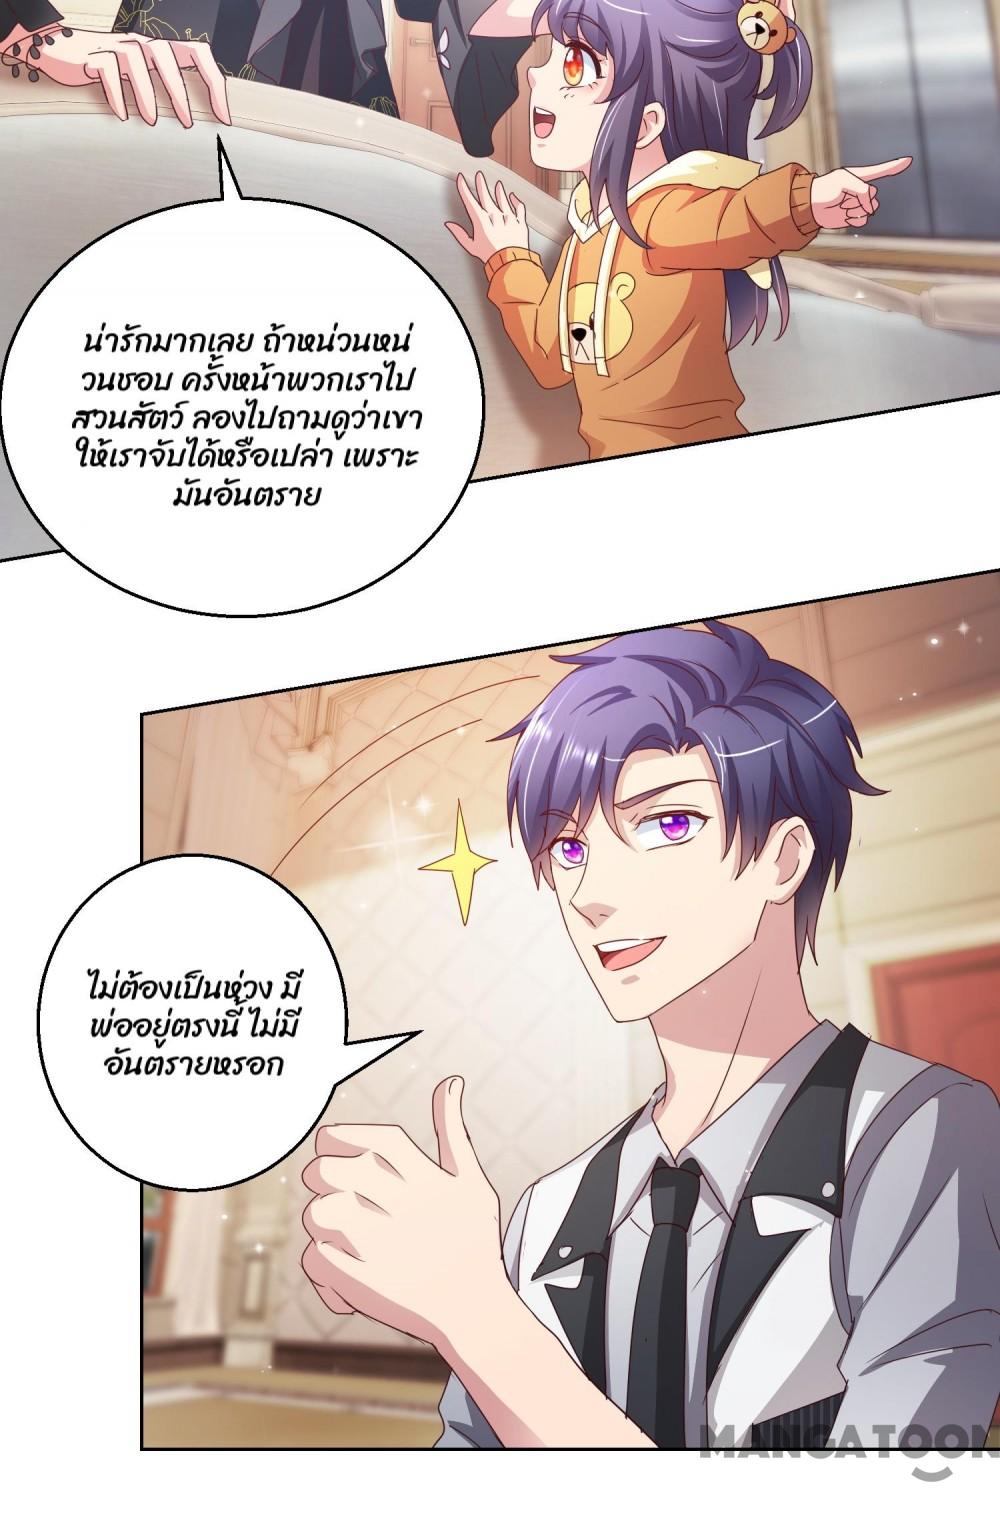 น่ารักมากเลย ถ้าหน่วนหน่
วนชอบ ครั้งหน้าพวกเราไป
สวนสัตว์ ลองไปถามดูว่าเขา
ให้เราจับได้หรือเปล่า เพราะ
มันอันตราย
ไม่ต้องเป็นห่วง มี
พ่ออยู่ตรงนี้ ไม่มี
อันตรายหรอก
MANGATOON